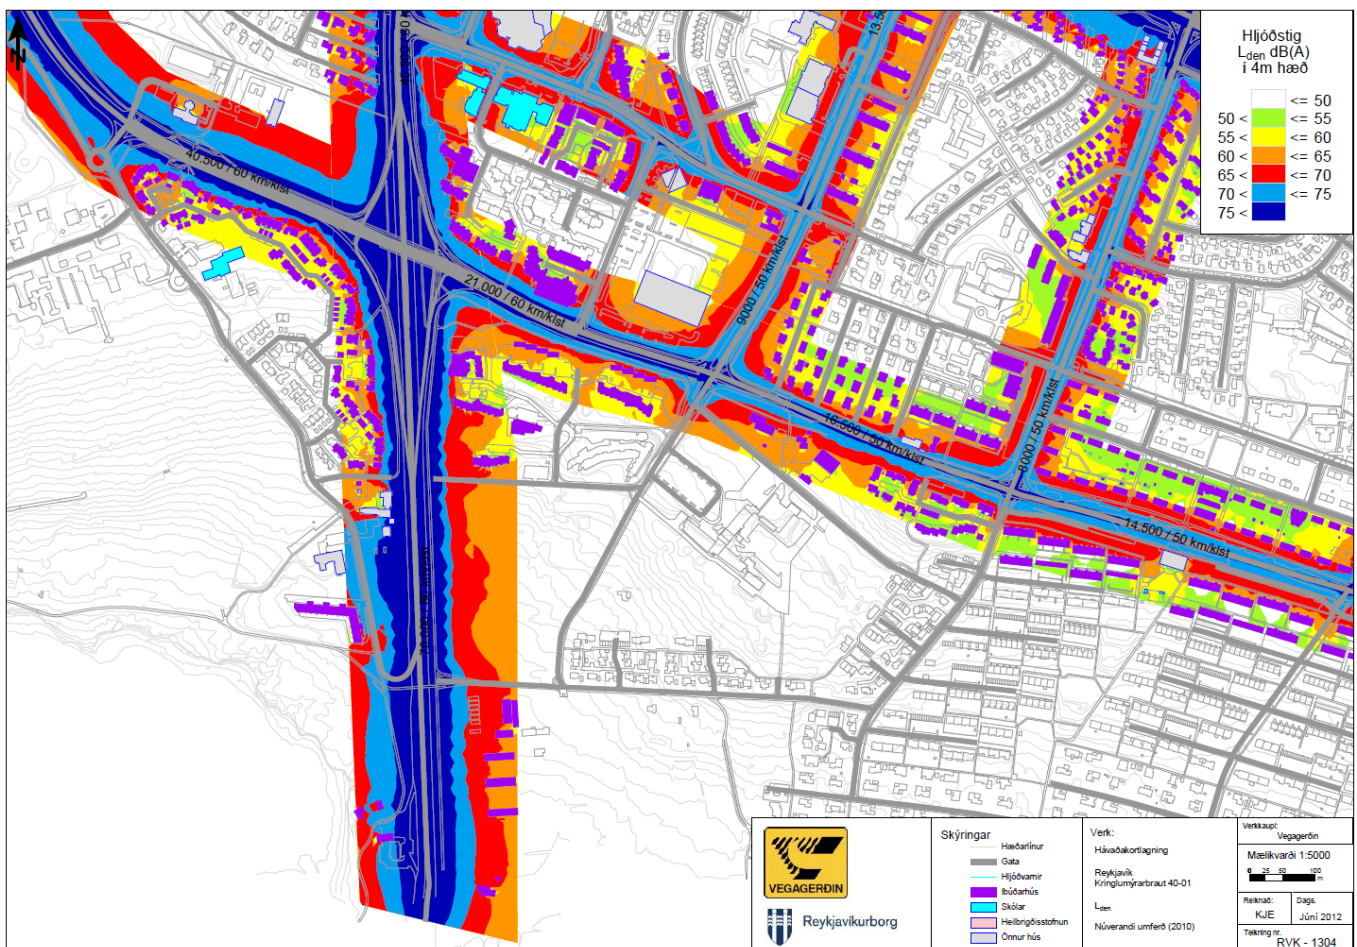 Hljóðstig
Lden dB(A)
í 4m hæð
<= 50
50 < <= 55
55 < <= 60
60 < <= 65
65 < <= 70
70 < <= 75
75 <
13.50
40.500 / 60 km/klst
21.000 / 60 km/klst
9000 / 50 km/klst
16.500 / 50 km/klst
8000 / 50 km/klst
14.500 / 50 km/klst
VEGAGERÐIN
Reykjavíkurborg
Skýringar
Hæðarlínur
Gata
Hljóðvarnir
Íbúðarhús
Skólar
Heilbrigðisstofnun
Önnur hús
Verk:
Hávaðakortlagning
Reykjavík
Kringlumýrarbraut 40-01
Lden
Núverandi umferð (2010)
Verkkaupi:
Vegagerðin
Mælikvarði 1:5000
0 25 50 100
m
Reiknað:
KJE
Dags.
Júní 2012
Teikning nr.
RVK - 1304